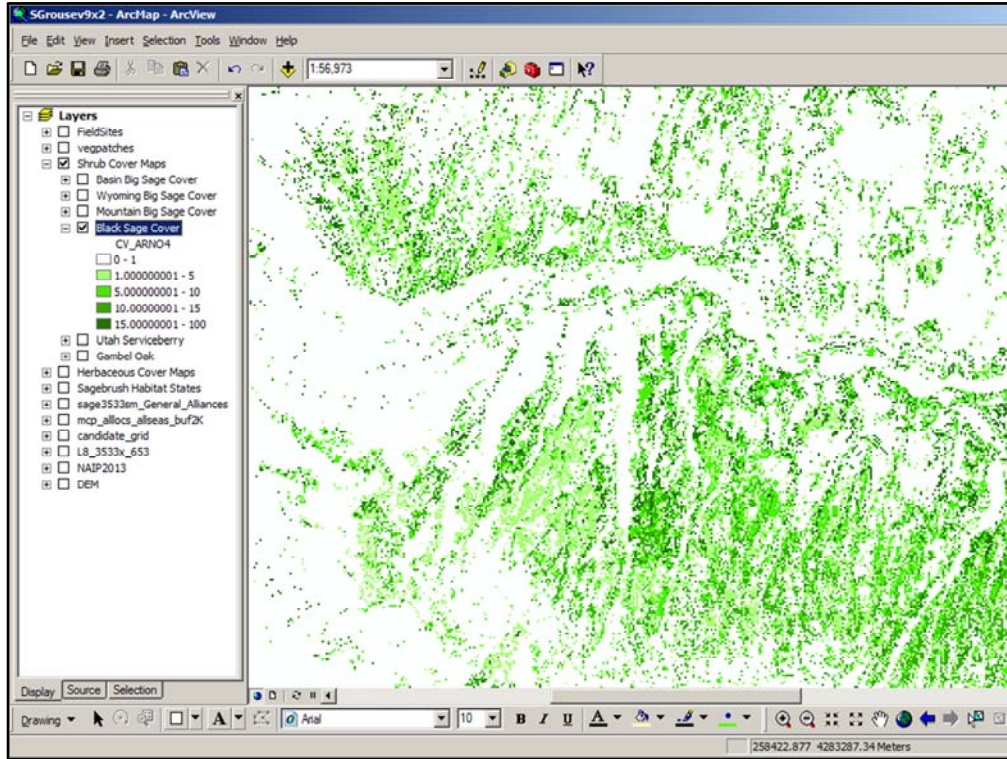 SGrousev9x2 - ArcMap - ArcView
File Edit View Insert Selection Tools Window Help
1:56,973
Layers
FieldSites
vegpatches
Shrub Cover Maps
Basin Big Sage Cover
Wyoming Big Sage Cover
Mountain Big Sage Cover
Black Sage Cover
CV_ARNO4
0 - 1
1.000000001 - 5
5.00000001 - 10
10.00000001 - 15
15.00000001 - 100
Utah Serviceberry
Gambel Oak
Herbaceous Cover Maps
Sagebrush Habitat States
sage3533sm_General_Alliances
mcp_alllocs_allseas_buf2K
candidate_grid
L8_3533x_653
NAIP2013
DEM
Display Source Selection
Drawing A Arial 10 B I U A
258422.877 4283287.34 Meters